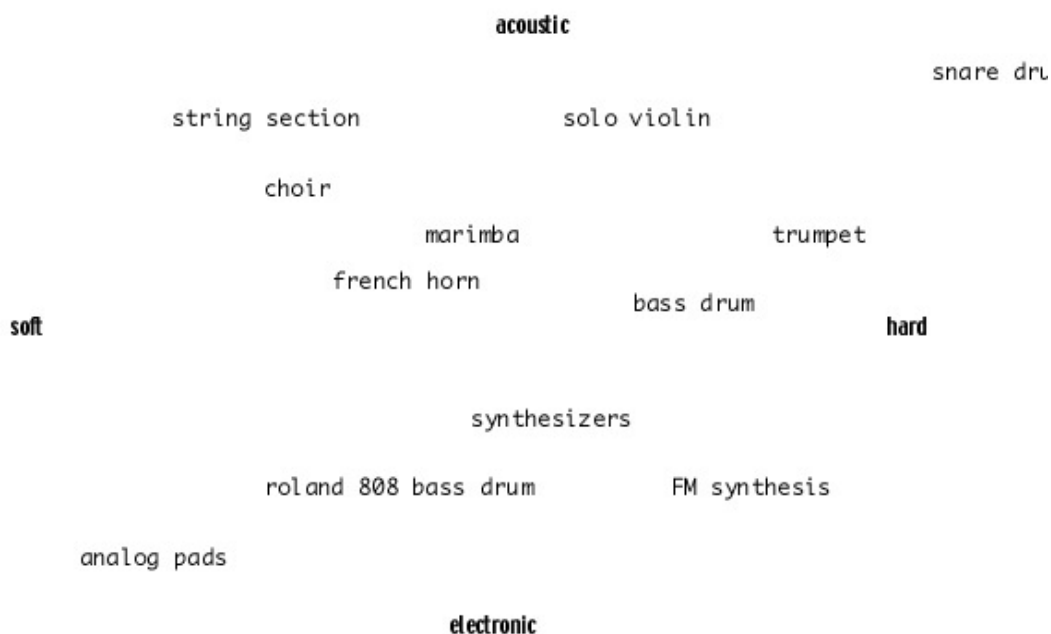 acoustic
snare dru
string section solo violin
choir
marimba trumpet
french horn
bass drum
soft hard
synthesizers
roland 808 bass drum FM synthesis
analog pads
electronic